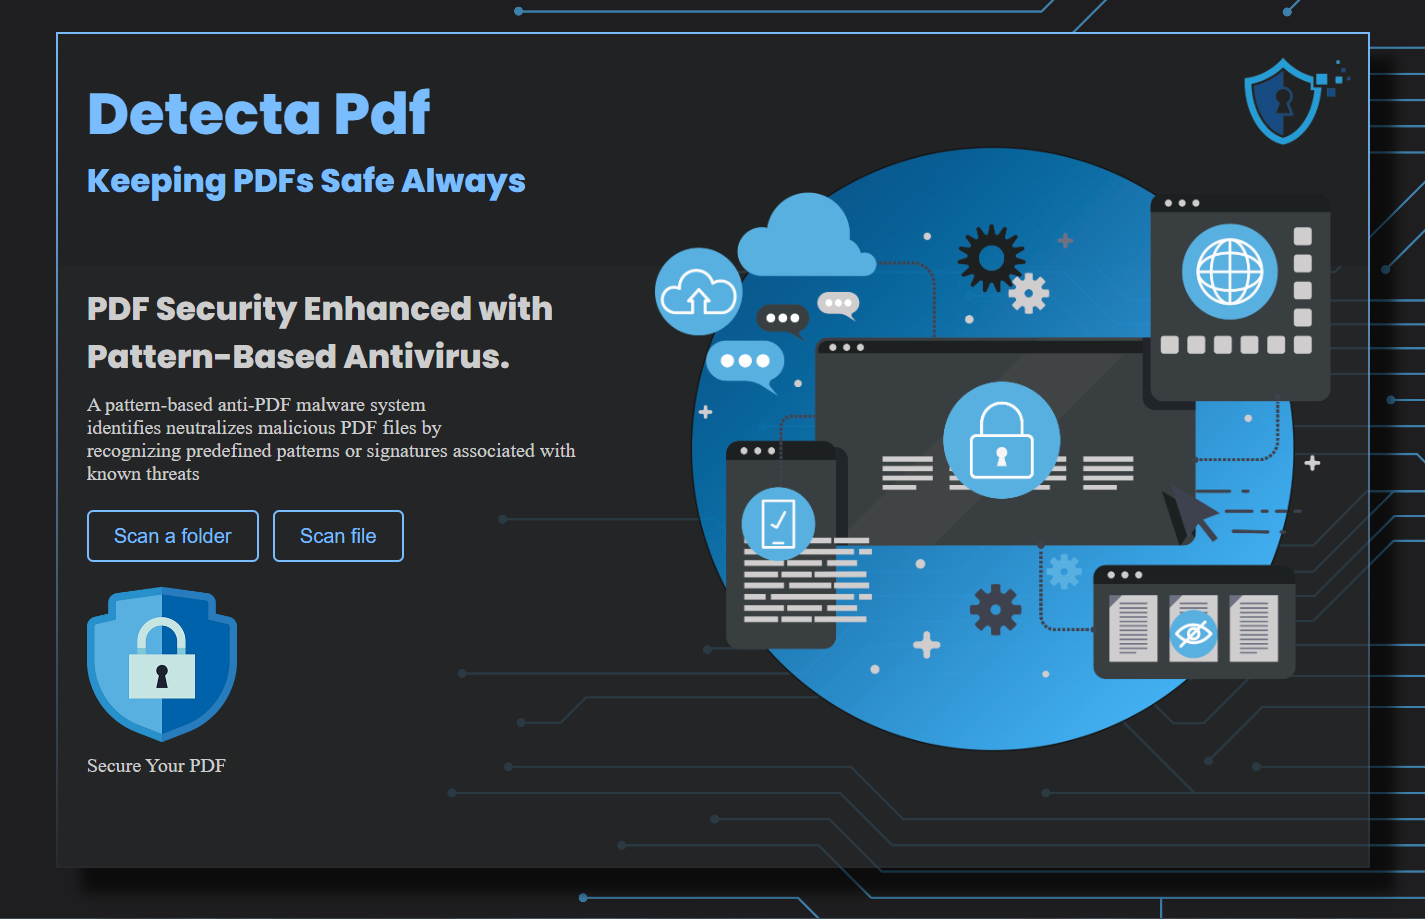 Detecta Pdf
Keeping PDFs Safe Always
PDF Security Enhanced with
Pattern-Based Antivirus.
A pattern-based anti-PDF malware system
identifies neutralizes malicious PDF files by
recognizing predefined patterns or signatures associated with
known threats
Scan a folder
Scan file
Secure Your PDF